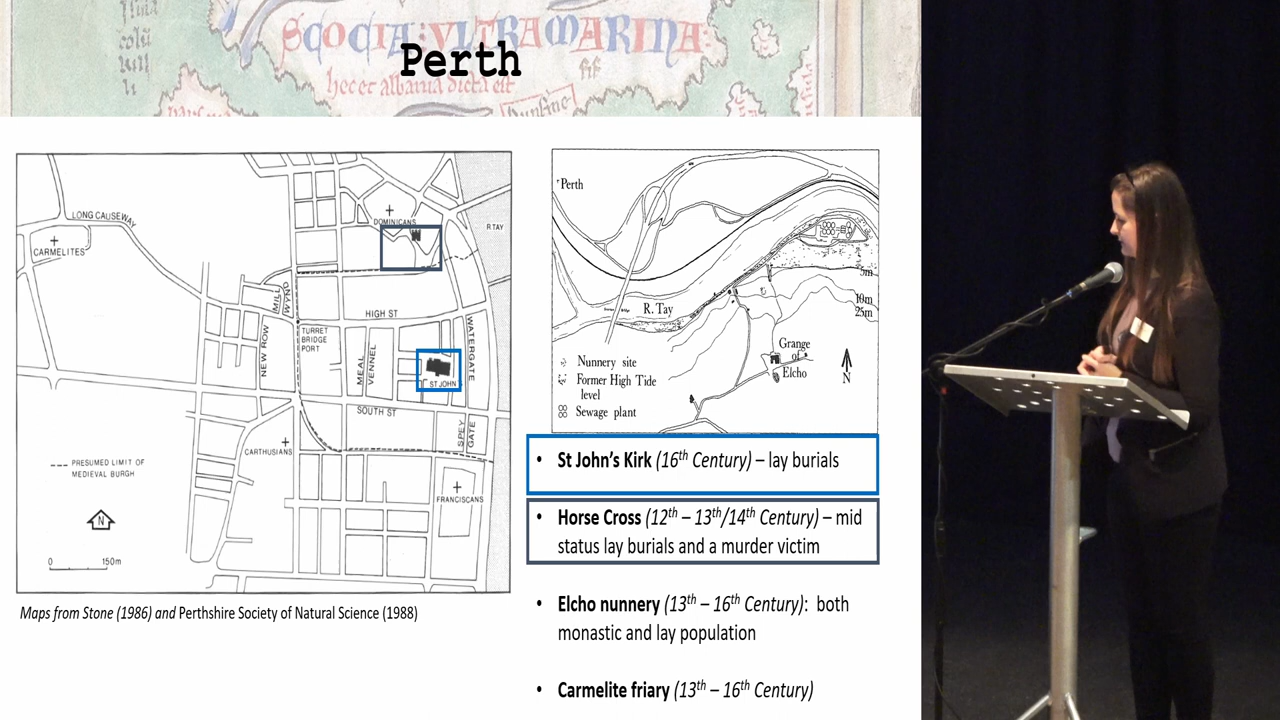 SCOCIA:VLTRAMARINA:
Perth
hec et albania dicta est
LONG CAUSEWAY
CARMELITES
DOMINICANS
R TAY
MILL
WYND
HIGH ST
TURRET
BRIDGE
PORT
NEW ROW
MEAL
VENNEL
WATERGATE
ST JOHN
SOUTH ST
SPEY
GATE
CARTHUSIANS
PRESUMED LIMIT OF
MEDIEVAL BURGH
FRANCISCANS
N
0 150m
Maps from Stone (1986) and Perthshire Society of Natural Science (1988)
Perth
5m
10m
25m
R. Tay
Grange
of
Elcho
N
Nunnery site
Former High Tide
level
Sewage plant
• St John's Kirk (16th Century) – lay burials
• Horse Cross (12th – 13th/14th Century) – mid
status lay burials and a murder victim
• Elcho nunnery (13th – 16th Century): both
monastic and lay population
• Carmelite friary (13th – 16th Century)